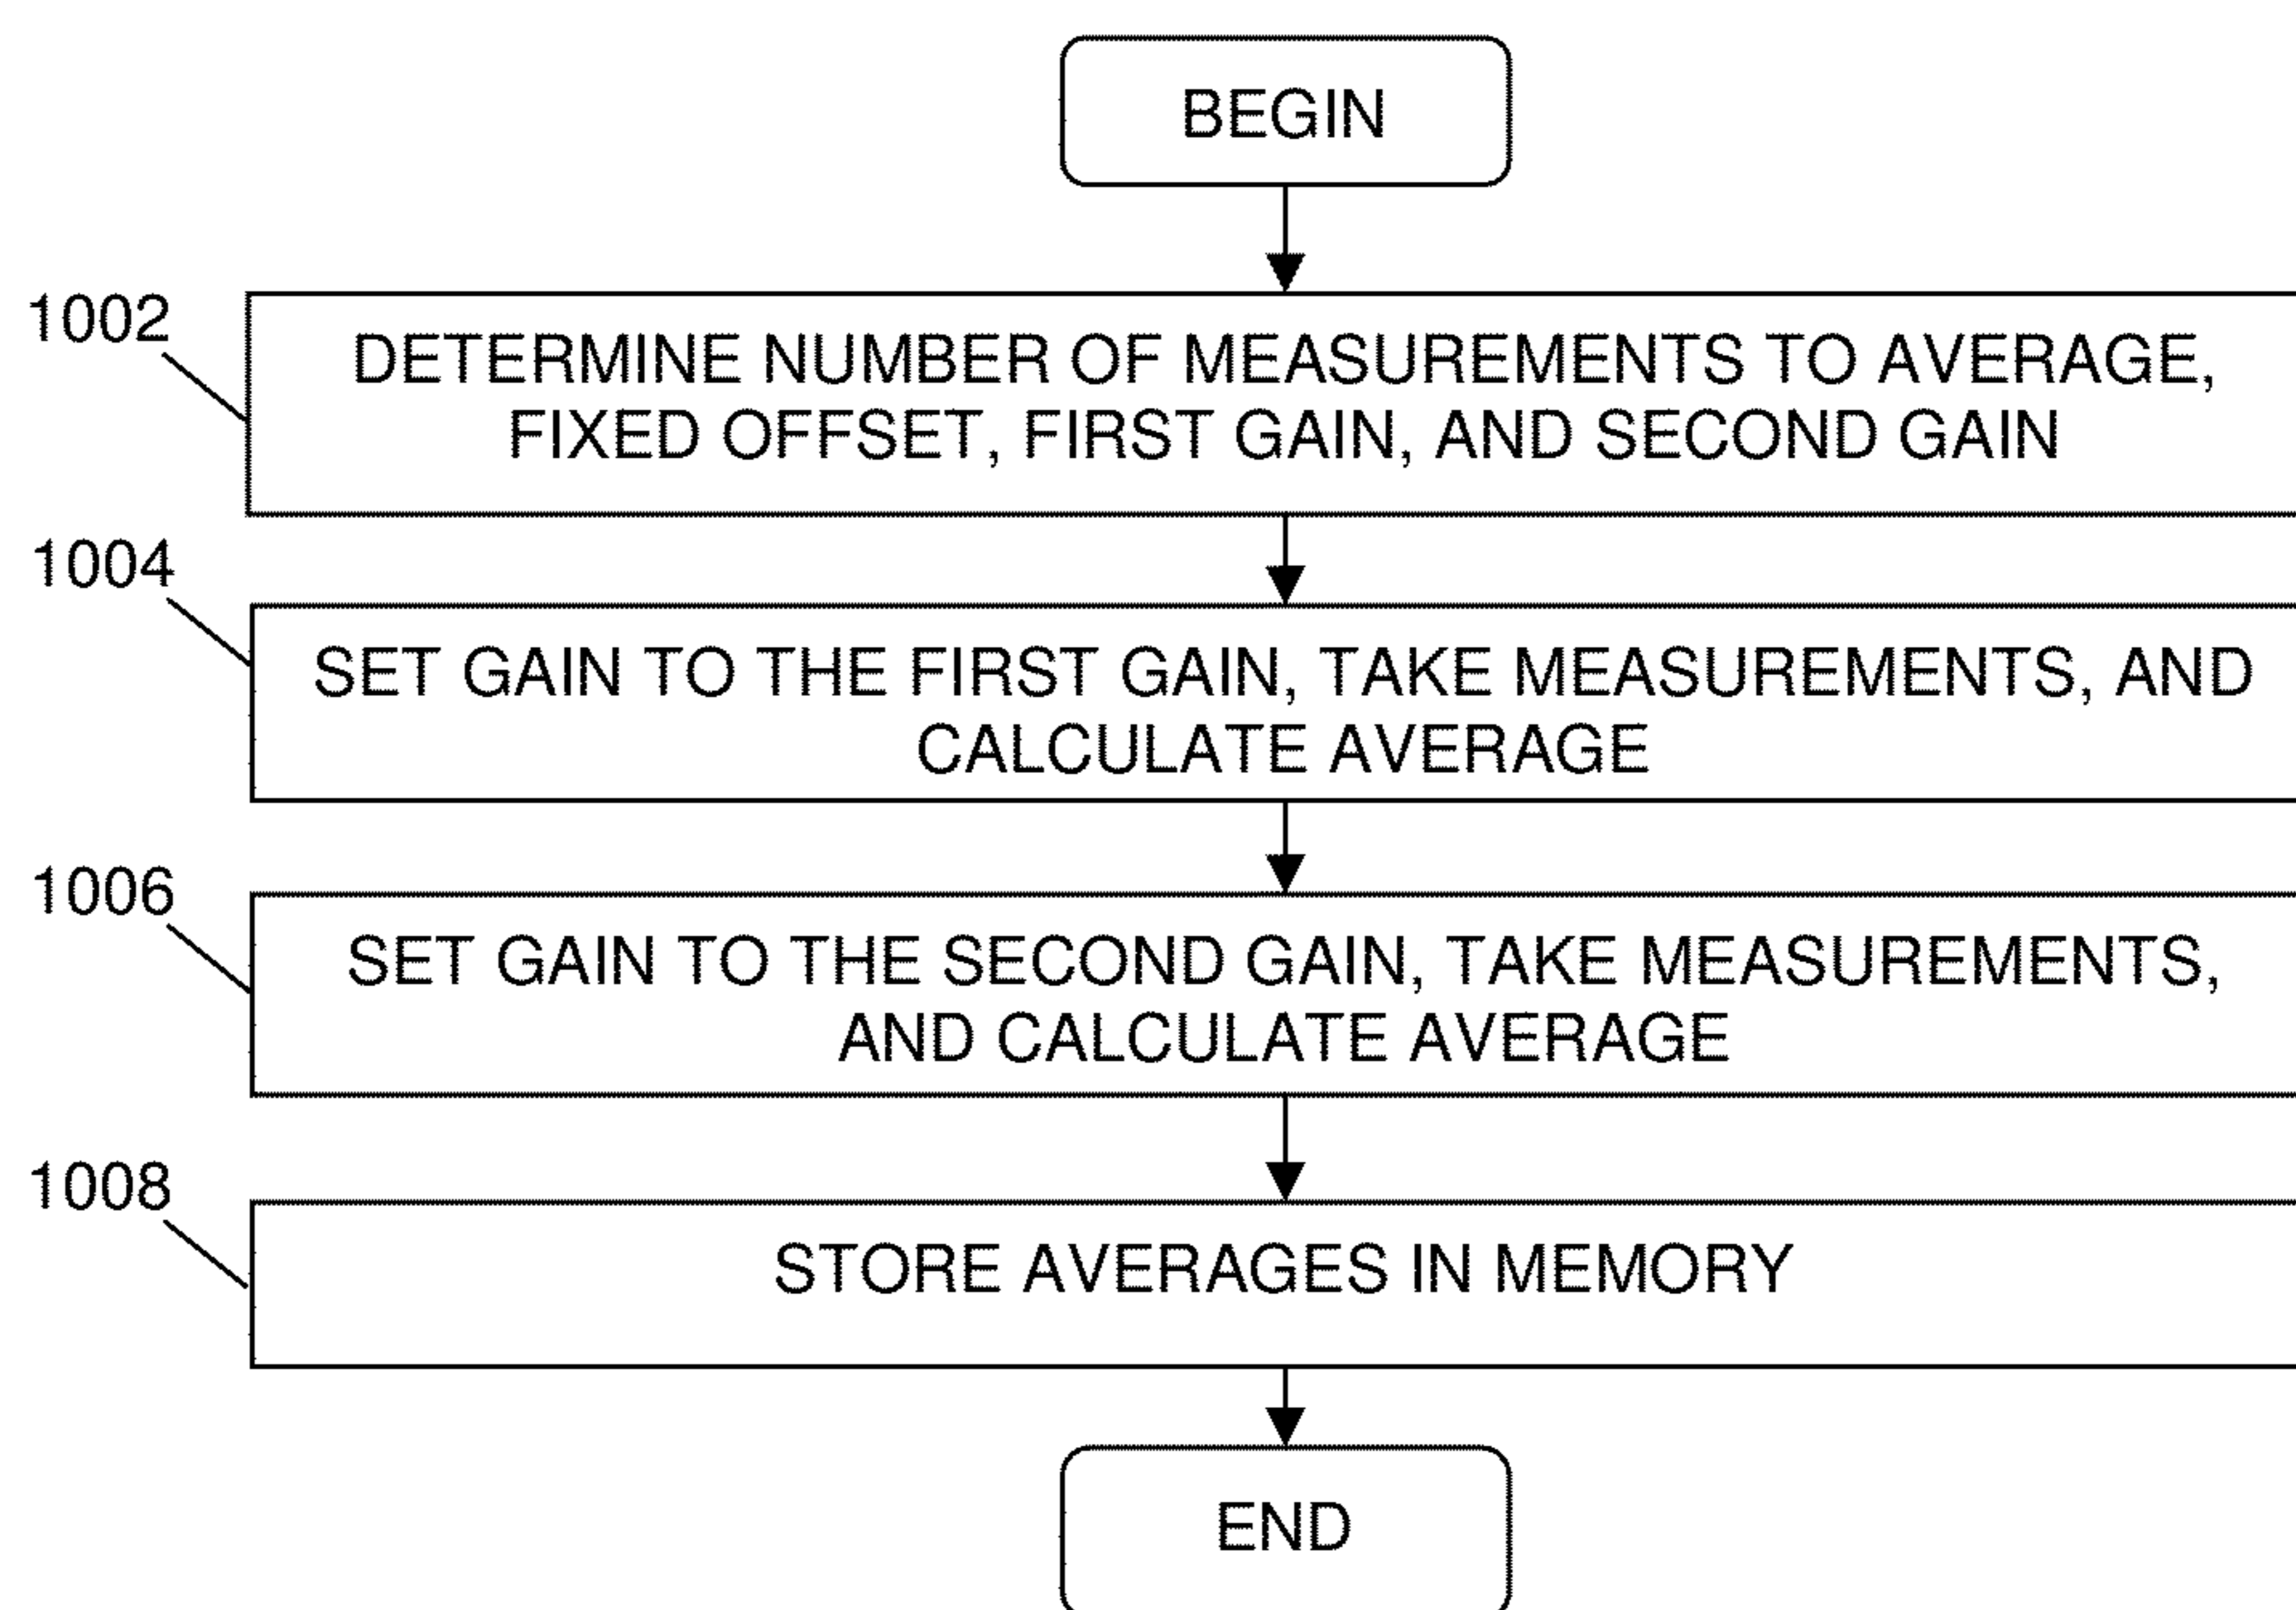 BEGIN
1002
DETERMINE NUMBER OF MEASUREMENTS TO AVERAGE,
FIXED OFFSET, FIRST GAIN, AND SECOND GAIN
1004
SET GAIN TO THE FIRST GAIN, TAKE MEASUREMENTS, AND
CALCULATE AVERAGE
1006
SET GAIN TO THE SECOND GAIN, TAKE MEASUREMENTS,
AND CALCULATE AVERAGE
1008
STORE AVERAGES IN MEMORY
END